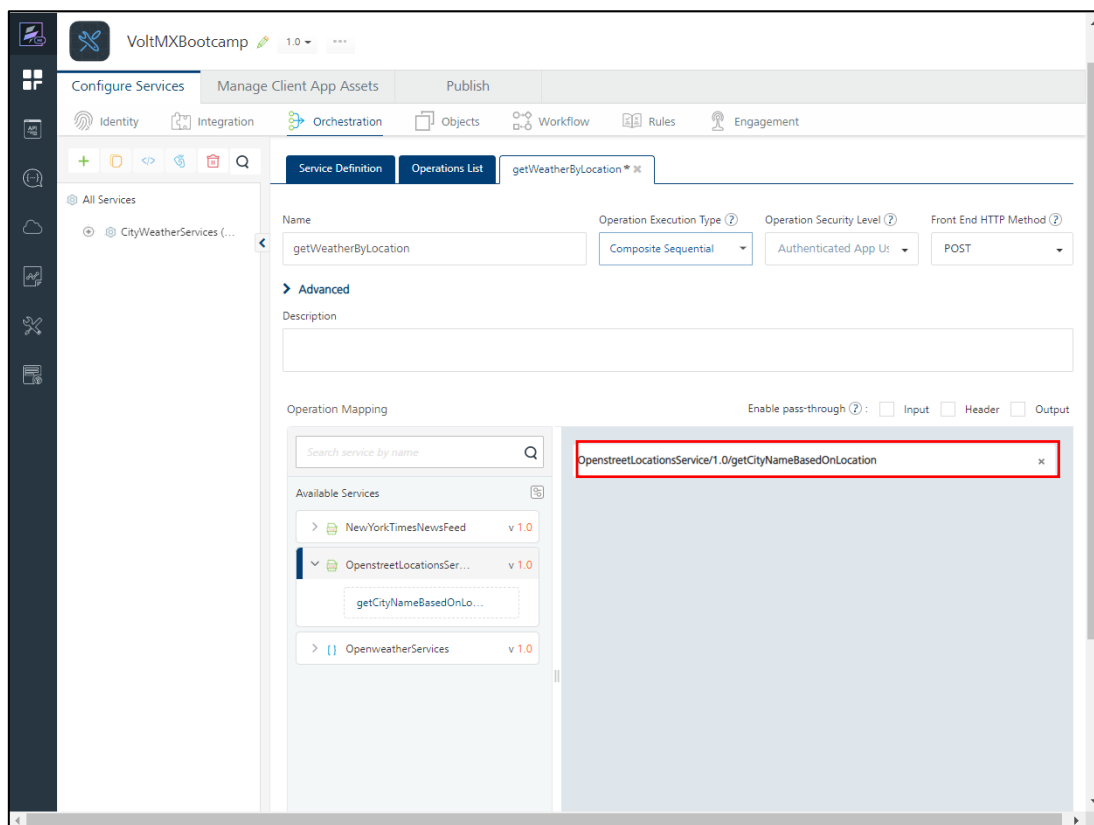 VoltMXBootcamp 1.0
Configure Services Manage Client App Assets Publish
Identity Integration Orchestration Objects Workflow Rules Engagement
Service Definition Operations List getWeatherByLocation *
All Services
CityWeatherServices (...
Name Operation Execution Type Operation Security Level Front End HTTP Method
getWeatherByLocation Composite Sequential Authenticated App Us POST
Advanced
Description
Operation Mapping Enable pass-through : Input Header Output
Search service by name
OpenstreetLocationsService/1.0/getCityNameBasedOnLocation
Available Services
NewYorkTimesNewsFeed v 1.0
OpenstreetLocationsSer... v 1.0
getCityNameBasedOnLo...
OpenweatherServices v 1.0